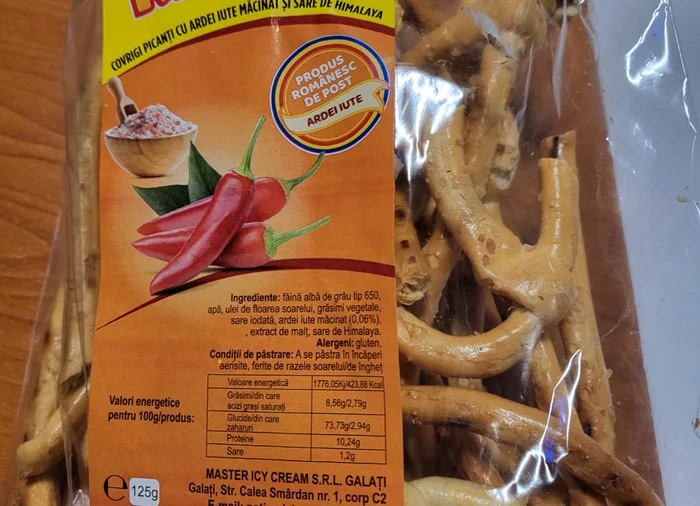 COVRIGI PICANȚI CU ARDEI IUTE MĂCINAT ȘI SARE DE HIMALAYA
PRODUS
ROMÂNESC
DE POST
ARDEI IUTE
Ingrediente: făină albă de grâu tip 650,
apă, ulei de floarea soarelui, grăsimi vegetale,
sare iodată, ardei iute măcinat (0,06%),
, extract de malț, sare de Himalaya.
Alergeni: gluten.
Condiții de păstrare: A se păstra în încăperi
aerisite, ferite de razele soarelui/de îngheț
Valori energetice
pentru 100g/produs:
Valoare energetică 1776,05Kj/423,88 Kcal
Grăsimi/din care
acizi grași saturați 8,56g/2,79g
Glucide/din care
zaharuri 73,73g/2,94g
Proteine 10,24g
Sare 1,2g
e 125g
MASTER ICY CREAM S.R.L. GALAȚI
Galați, Str. Calea Smârdan nr. 1, corp C2